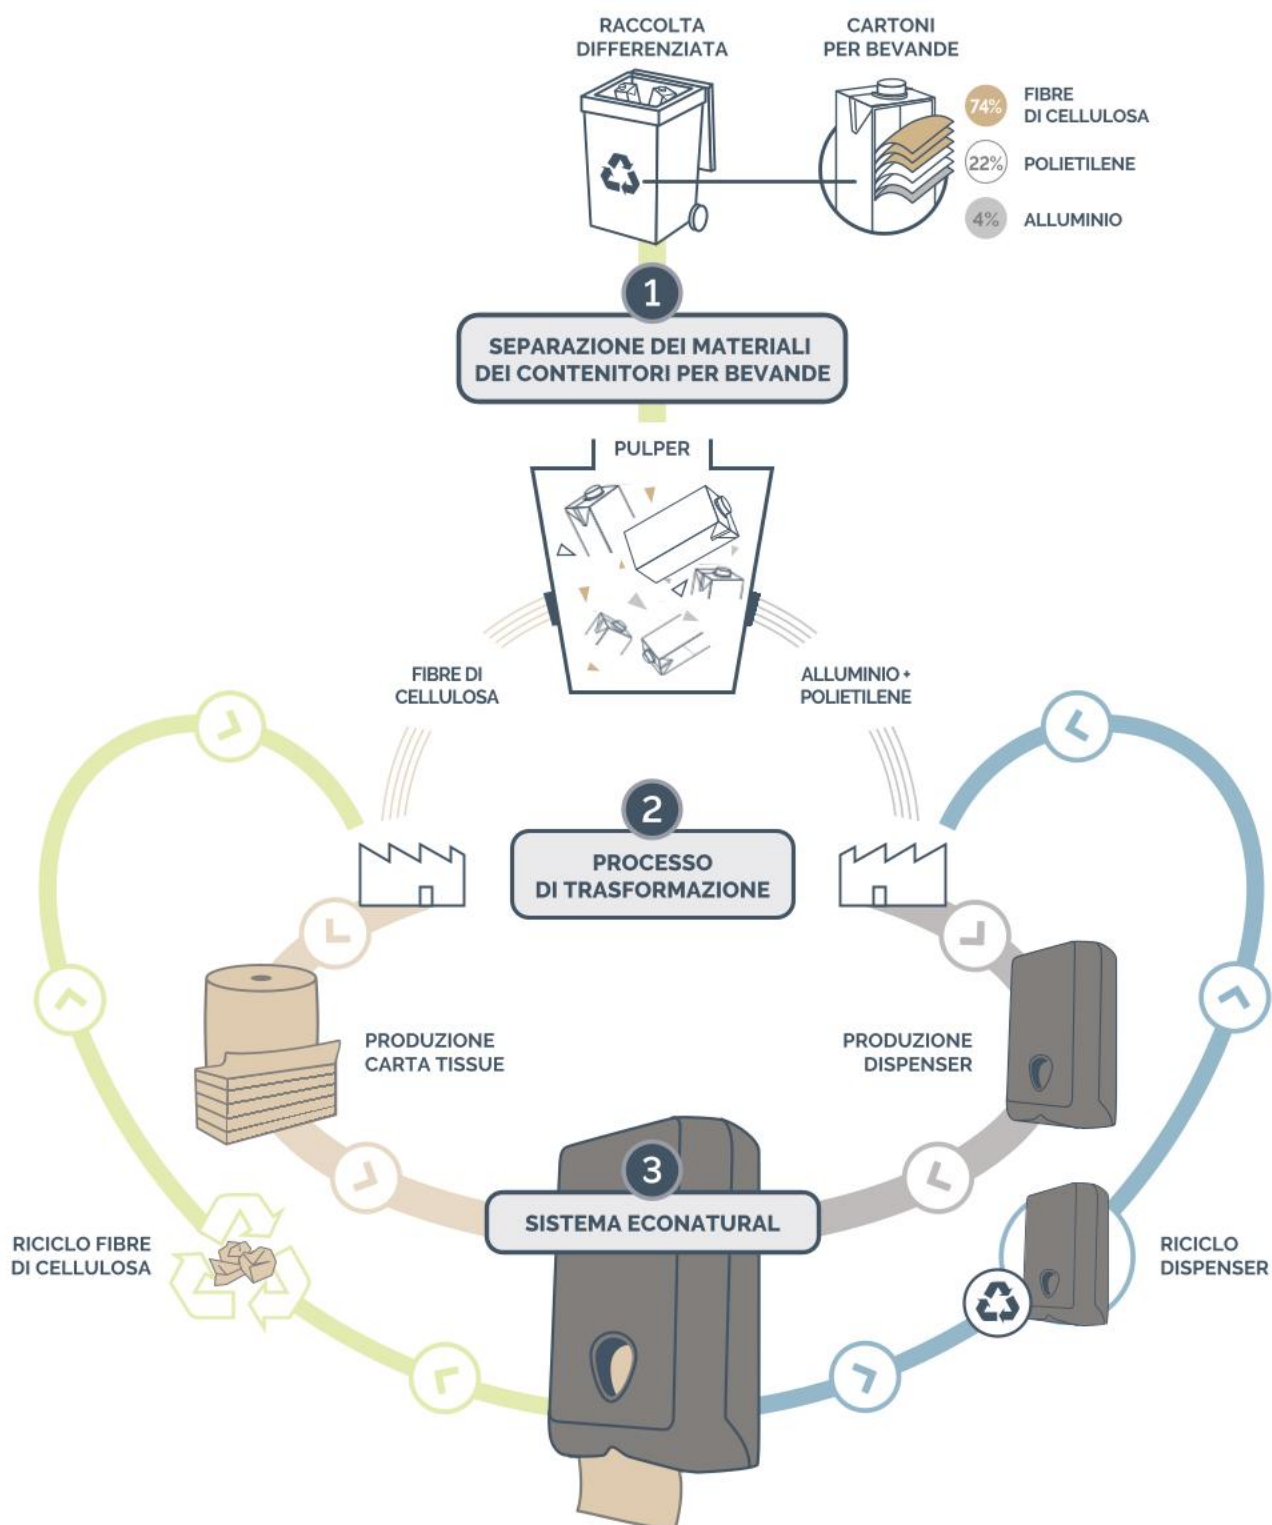 RACCOLTA
DIFFERENZIATA
CARTONI
PER BEVANDE
74%
FIBRE
DI CELLULOSA
22%
POLIETILENE
4%
ALLUMINIO
1
SEPARAZIONE DEI MATERIALI
DEI CONTENITORI PER BEVANDE
PULPER
FIBRE DI
CELLULOSA
ALLUMINIO +
POLIETILENE
2
PROCESSO
DI TRASFORMAZIONE
PRODUZIONE
CARTA TISSUE
PRODUZIONE
DISPENSER
3
SISTEMA ECONATURAL
RICICLO FIBRE
DI CELLULOSA
RICICLO
DISPENSER